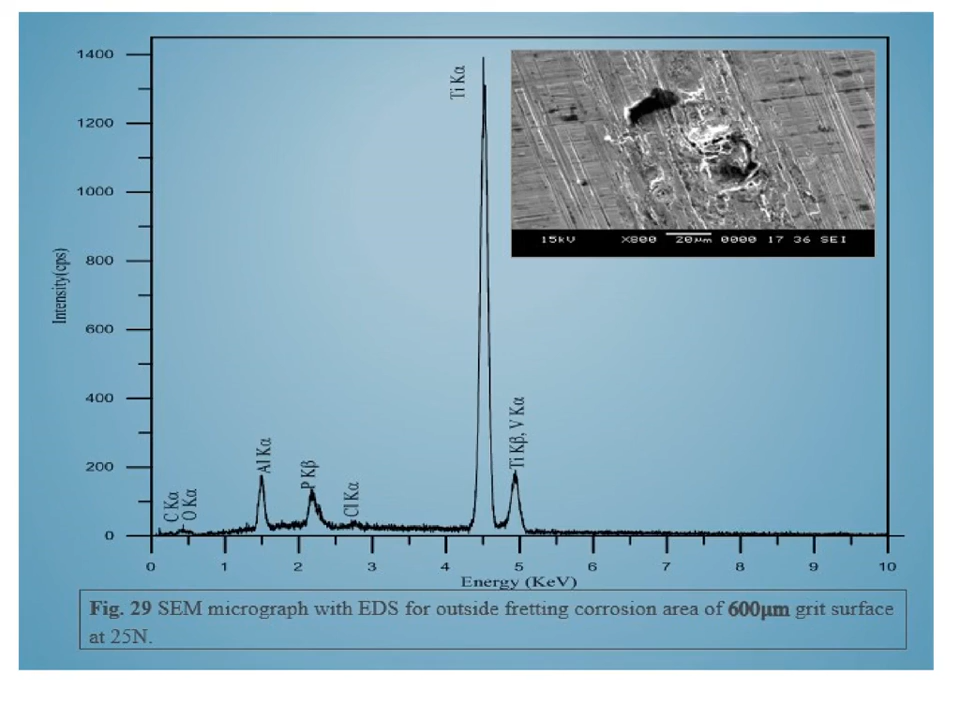 1400
1200
1000
800
600
400
200
0
Intensity(cps)
C Kα
O Kα
Al Kα
P Kβ
Cl Kα
Ti Kα
Ti Kβ, V Kα
15kV X800 20µm 0000 17 36 SEI
0 1 2 3 4 5 6 7 8 9 10
Energy (KeV)
Fig. 29 SEM micrograph with EDS for outside fretting corrosion area of 600µm grit surface
at 25N.